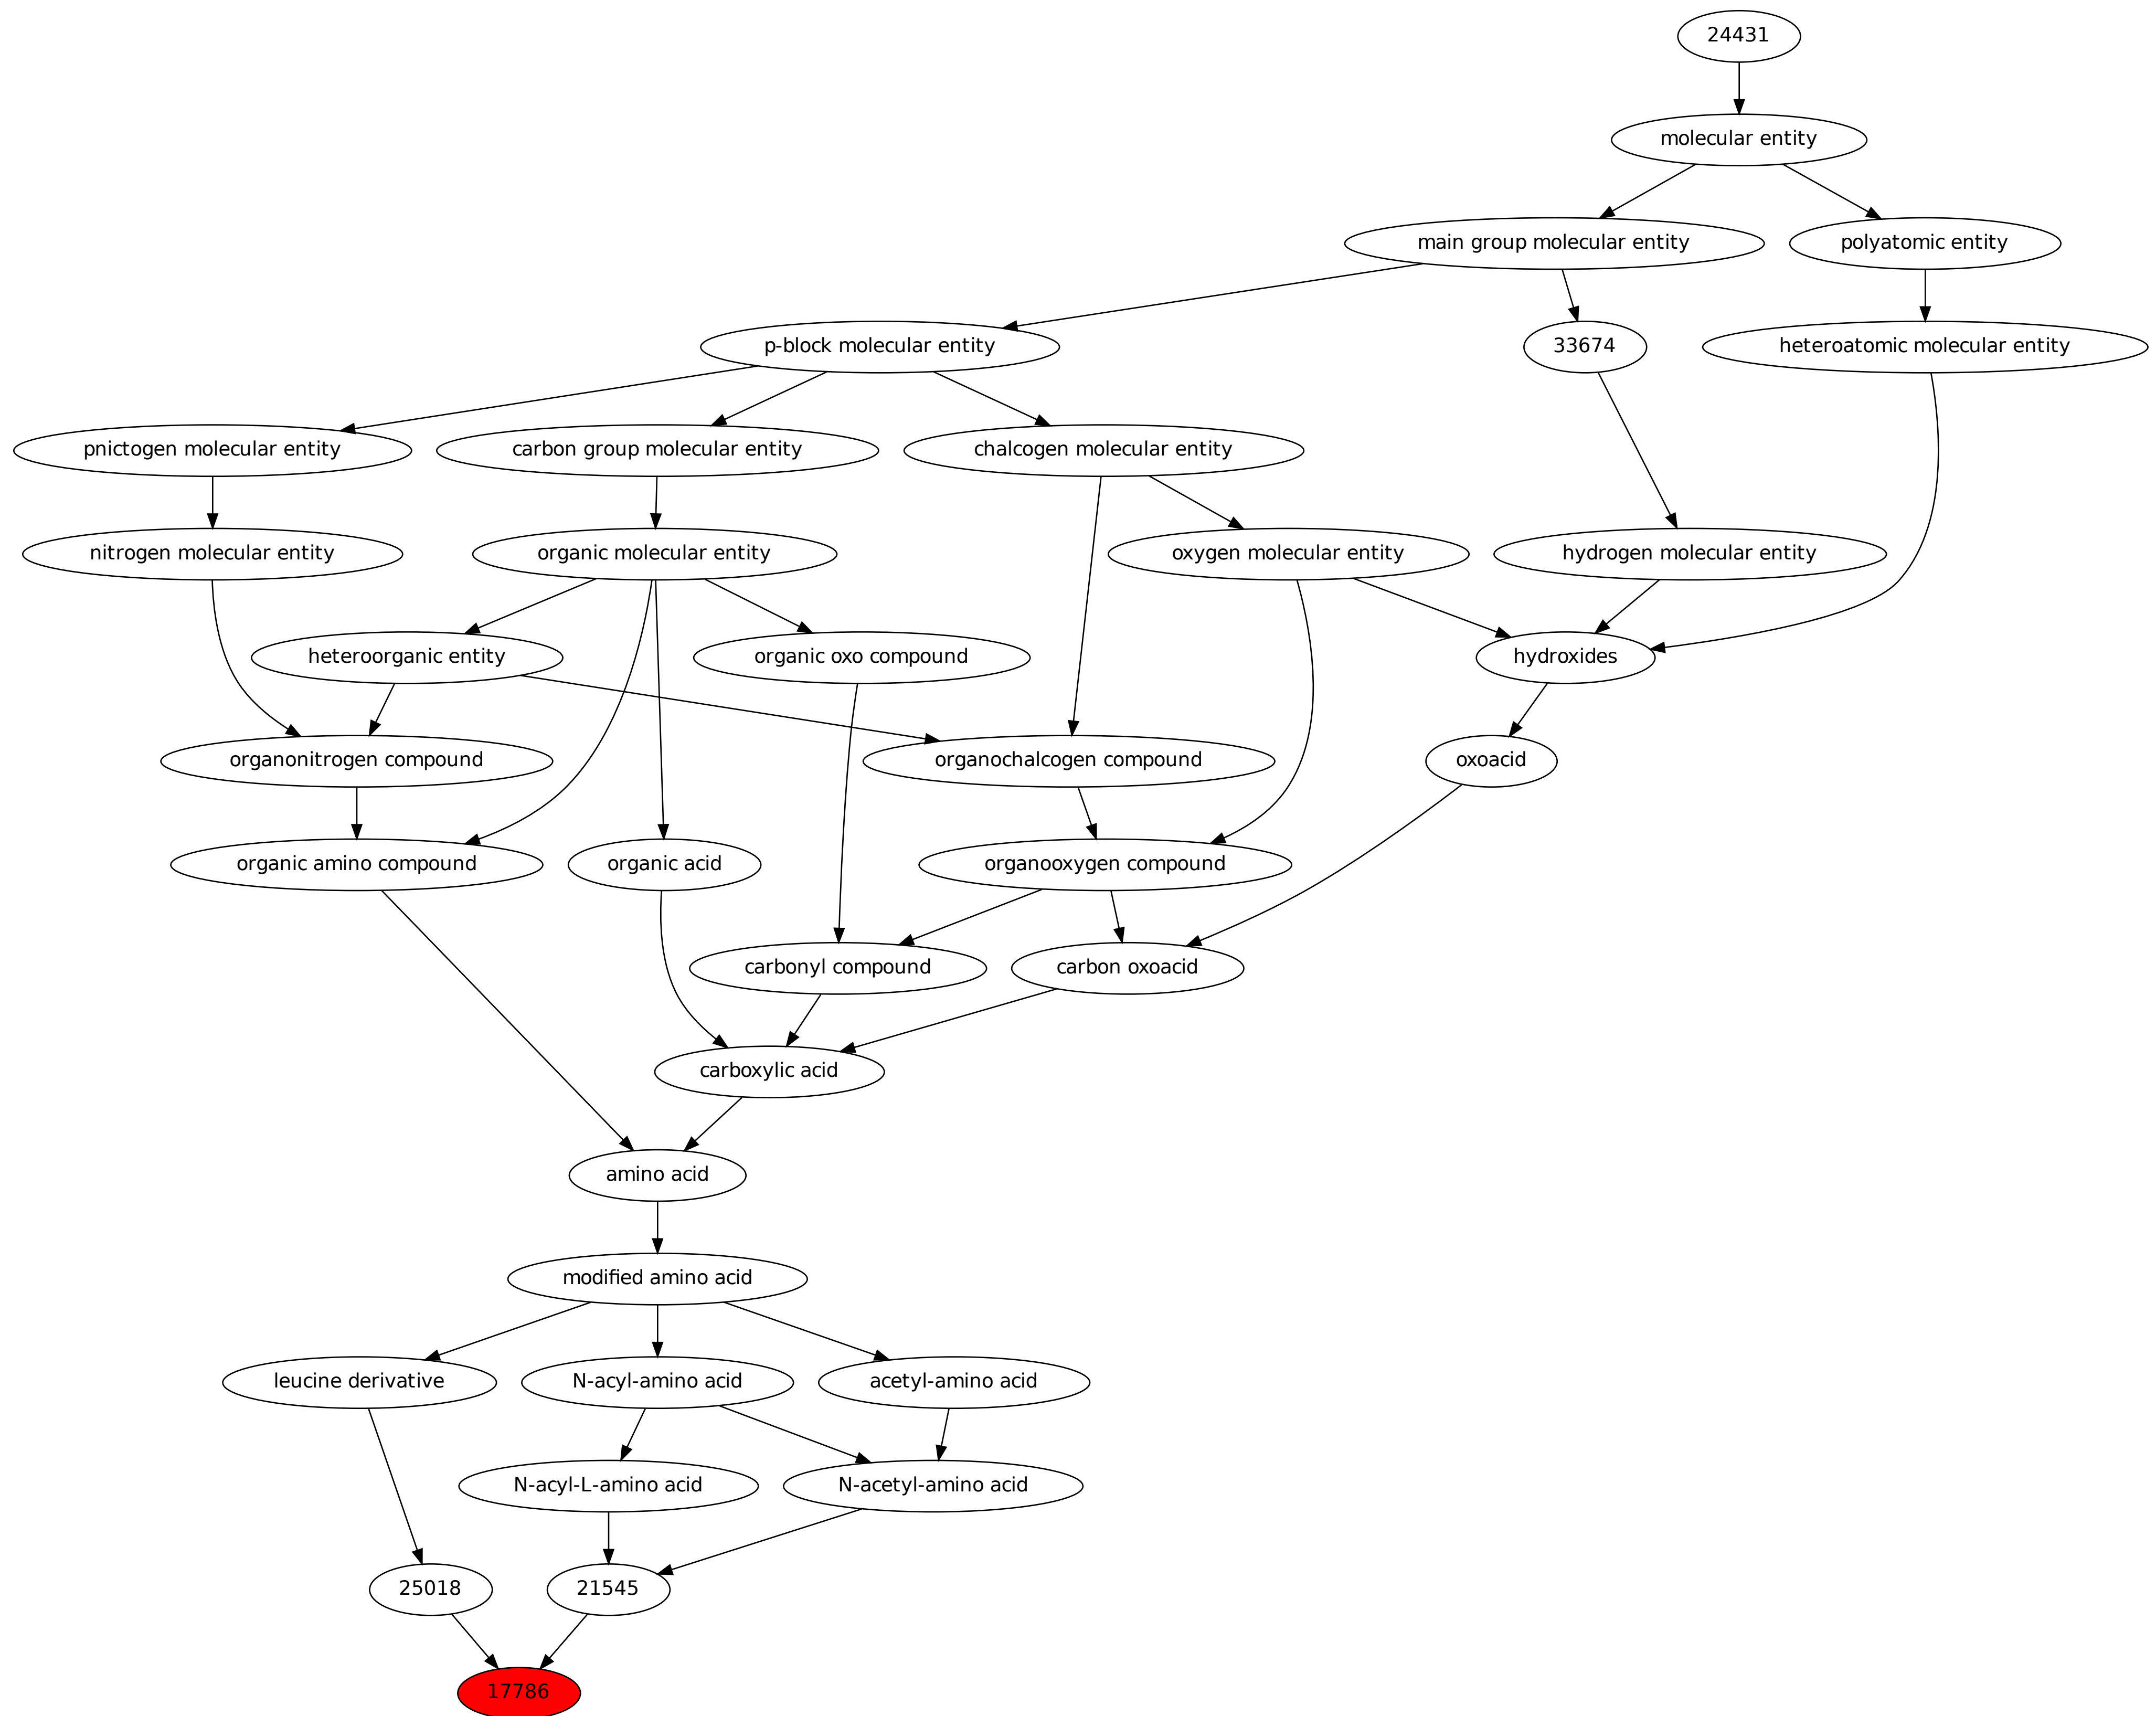 24431
molecular entity
main group molecular entity
polyatomic entity
p-block molecular entity
33674
heteroatomic molecular entity
pnictogen molecular entity
carbon group molecular entity
chalcogen molecular entity
nitrogen molecular entity
organic molecular entity
oxygen molecular entity
hydrogen molecular entity
heteroorganic entity
organic oxo compound
hydroxides
organonitrogen compound
organochalcogen compound
oxoacid
organic amino compound
organic acid
organooxygen compound
carbonyl compound
carbon oxoacid
carboxylic acid
amino acid
modified amino acid
leucine derivative
N-acyl-amino acid
acetyl-amino acid
N-acyl-L-amino acid
N-acetyl-amino acid
25018
21545
17786